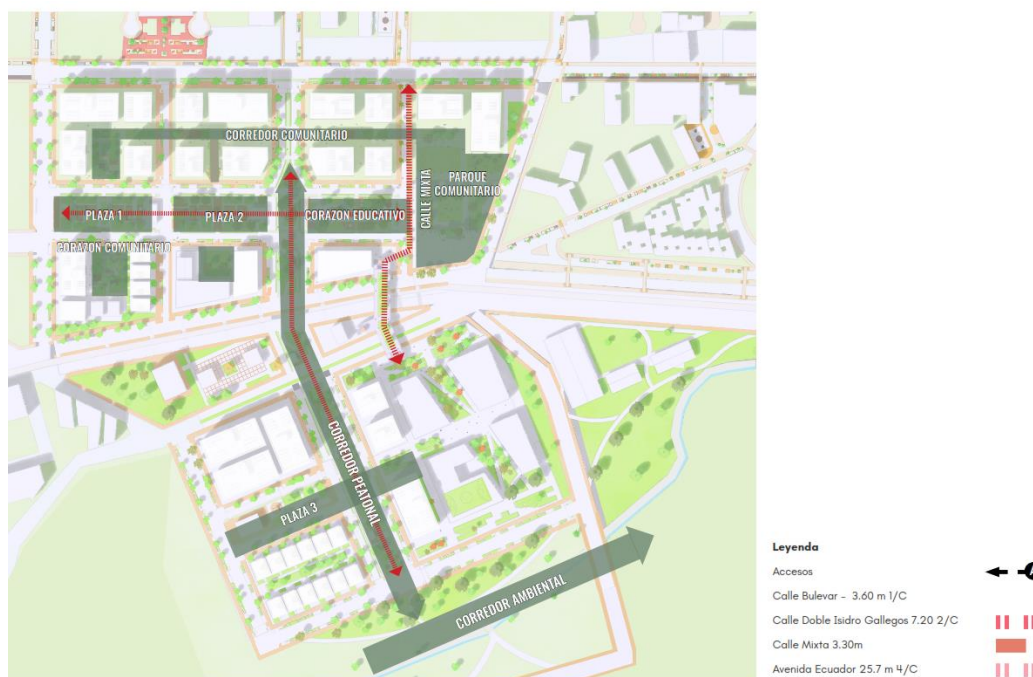 CORREDOR COMUNITARIO
PARQUE
COMUNITARIO
CALLE MIXTA
PLAZA 1
PLAZA 2
CORAZON EDUCATIVO
CORAZON COMUNITARIO
CORREDOR PEATONAL
PLAZA 3
CORREDOR AMBIENTAL
Leyenda
Accesos
Calle Bulevar - 3.60 m 1/C
Calle Doble Isidro Gallegos 7.20 2/C
Calle Mixta 3.30m
Avenida Ecuador 25.7 m 4/C